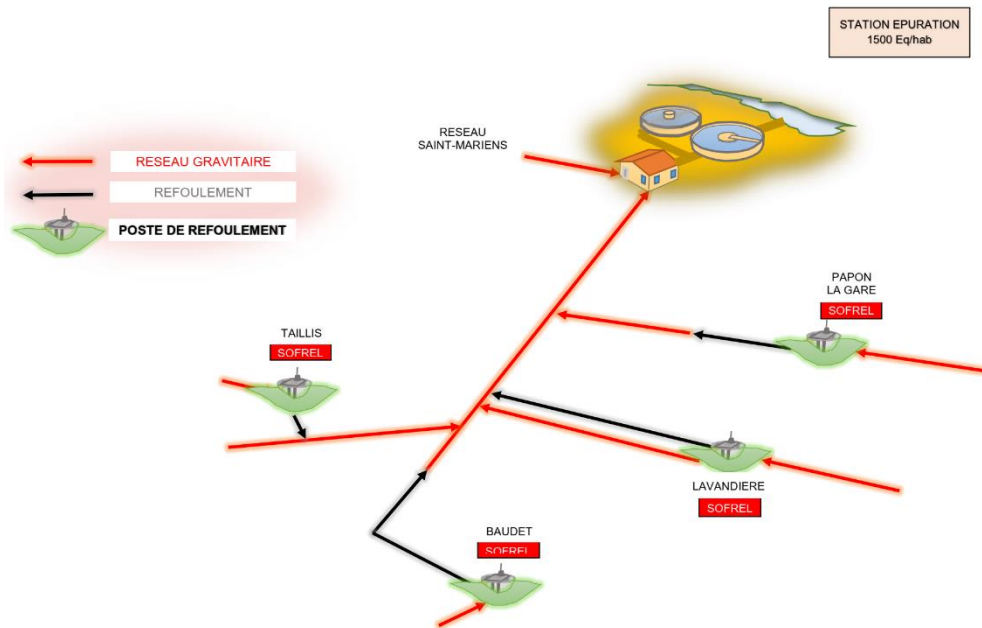 STATION EPURATION
1500 Eq/hab
RESEAU
SAINT-MARIENS
RESEAU GRAVITAIRE
REFOULEMENT
POSTE DE REFOULEMENT
PAPON
LA GARE
SOFREL
TAILLIS
SOFREL
LAVANDIERE
SOFREL
BAUDET
SOFREL